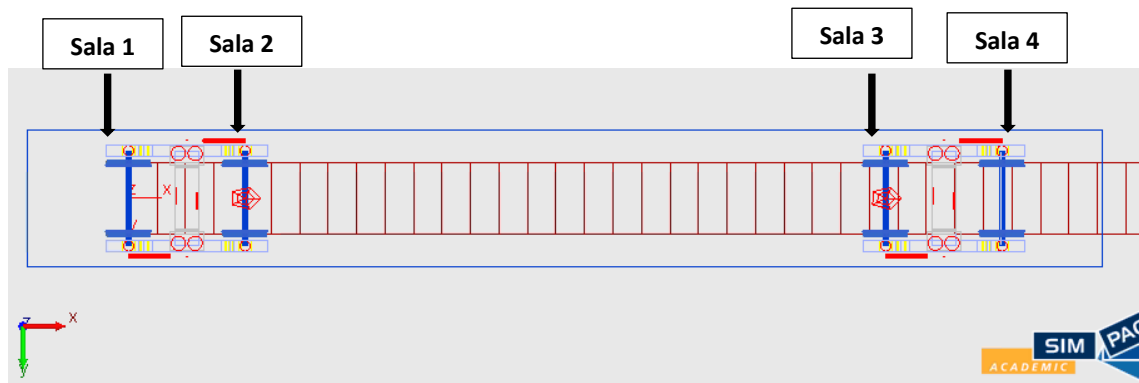 Sala 1
Sala 2
Sala 3
Sala 4
Z
X
Y
Z
X
y
SIM
PAC
ACADEMIC